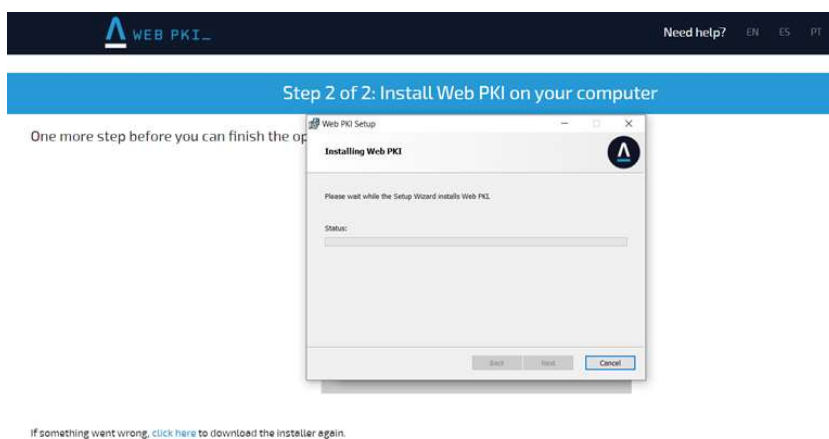 WEB PKI_
Need help? EN ES PT
Step 2 of 2: Install Web PKI on your computer
One more step before you can finish the op
Web PKI Setup
Installing Web PKI
Please wait while the Setup Wizard installs Web PKI.
Status:
Back Next Cancel
If something went wrong, click here to download the installer again.